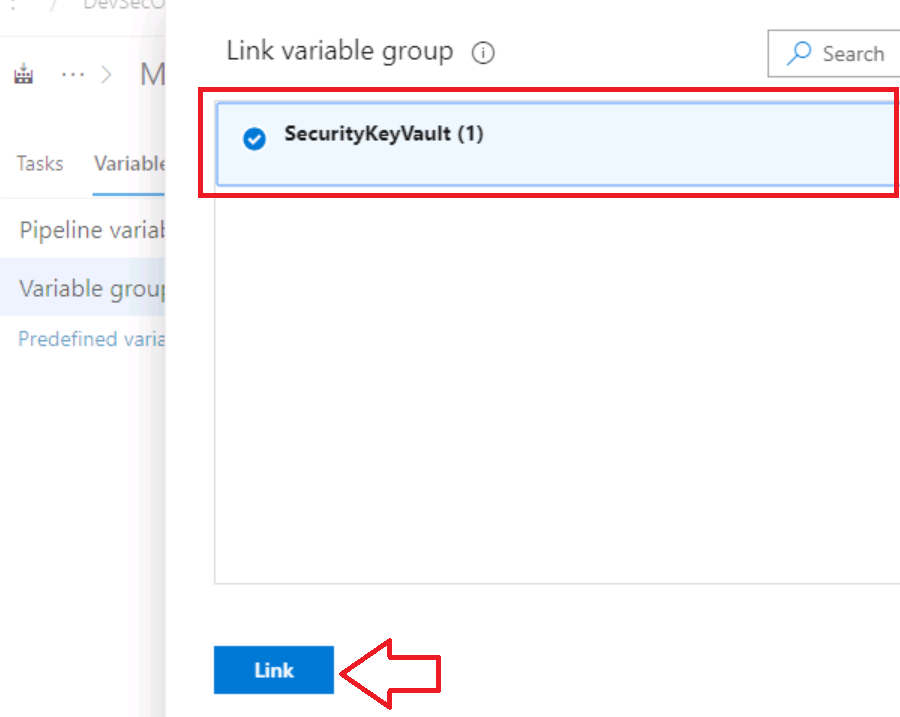 DevSecO
M
Tasks Variable
Pipeline variab
Variable group
Predefined varia
Link variable group
Search
SecurityKeyVault (1)
Link